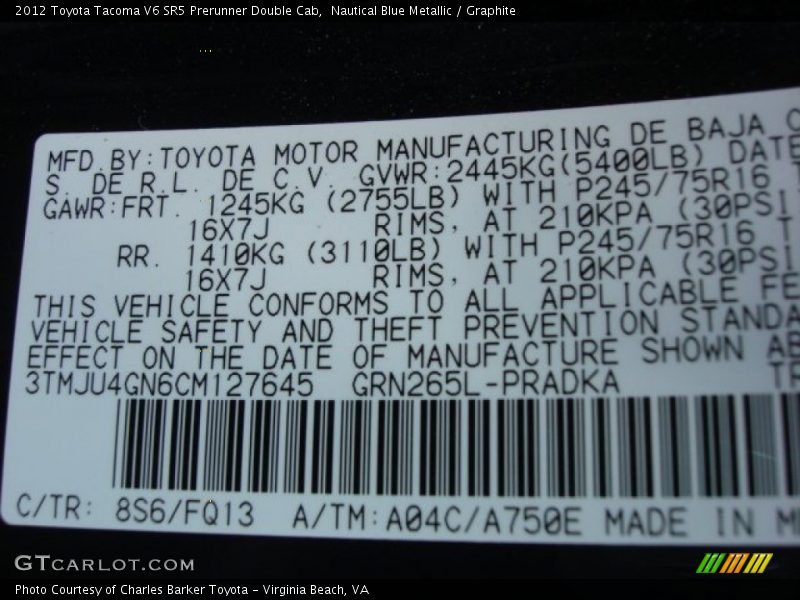 2012 Toyota Tacoma V6 SR5 Prerunner Double Cab,  Nautical Blue Metallic / Graphite
MFD.BY:TOYOTA MOTOR MANUFACTURING DE BAJA C
S. DE R.L. DE C.V. GVWR:2445KG(5400LB) DATE
GAWR:FRT. 1245KG (2755LB) WITH P245/75R16 T
16X7J RIMS, AT 210KPA (30PSI
RR. 1410KG (3110LB) WITH P245/75R16 T
16X7J RIMS, AT 210KPA (30PSI
THIS VEHICLE CONFORMS TO ALL APPLICABLE FE
VEHICLE SAFETY AND THEFT PREVENTION STANDA
EFFECT ON THE DATE OF MANUFACTURE SHOWN AB
3TMJU4GN6CM127645 GRN265L-PRADKA TR
C/TR: 8S6/FQ13 A/TM:A04C/A750E MADE IN M
GTCARLOT.COM
Photo Courtesy of Charles Barker Toyota - Virginia Beach, VA